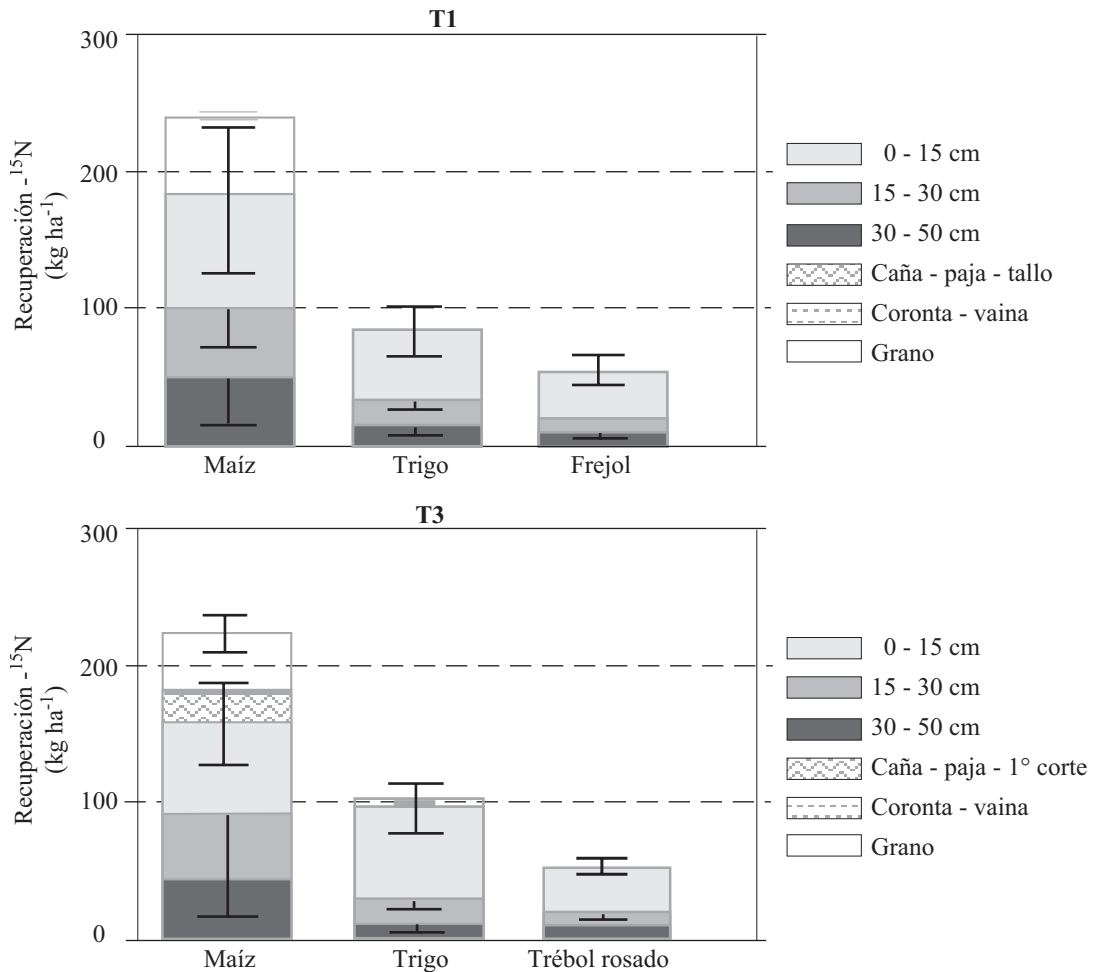 T1
300
200
100
0
Recuperación -¹⁵N
(kg ha⁻¹)
Maíz
Trigo
Frejol
0 - 15 cm
15 - 30 cm
30 - 50 cm
Caña - paja - tallo
Coronta - vaina
Grano
T3
300
200
100
0
Recuperación -¹⁵N
(kg ha⁻¹)
Maíz
Trigo
Trébol rosado
0 - 15 cm
15 - 30 cm
30 - 50 cm
Caña - paja - 1° corte
Coronta - vaina
Grano